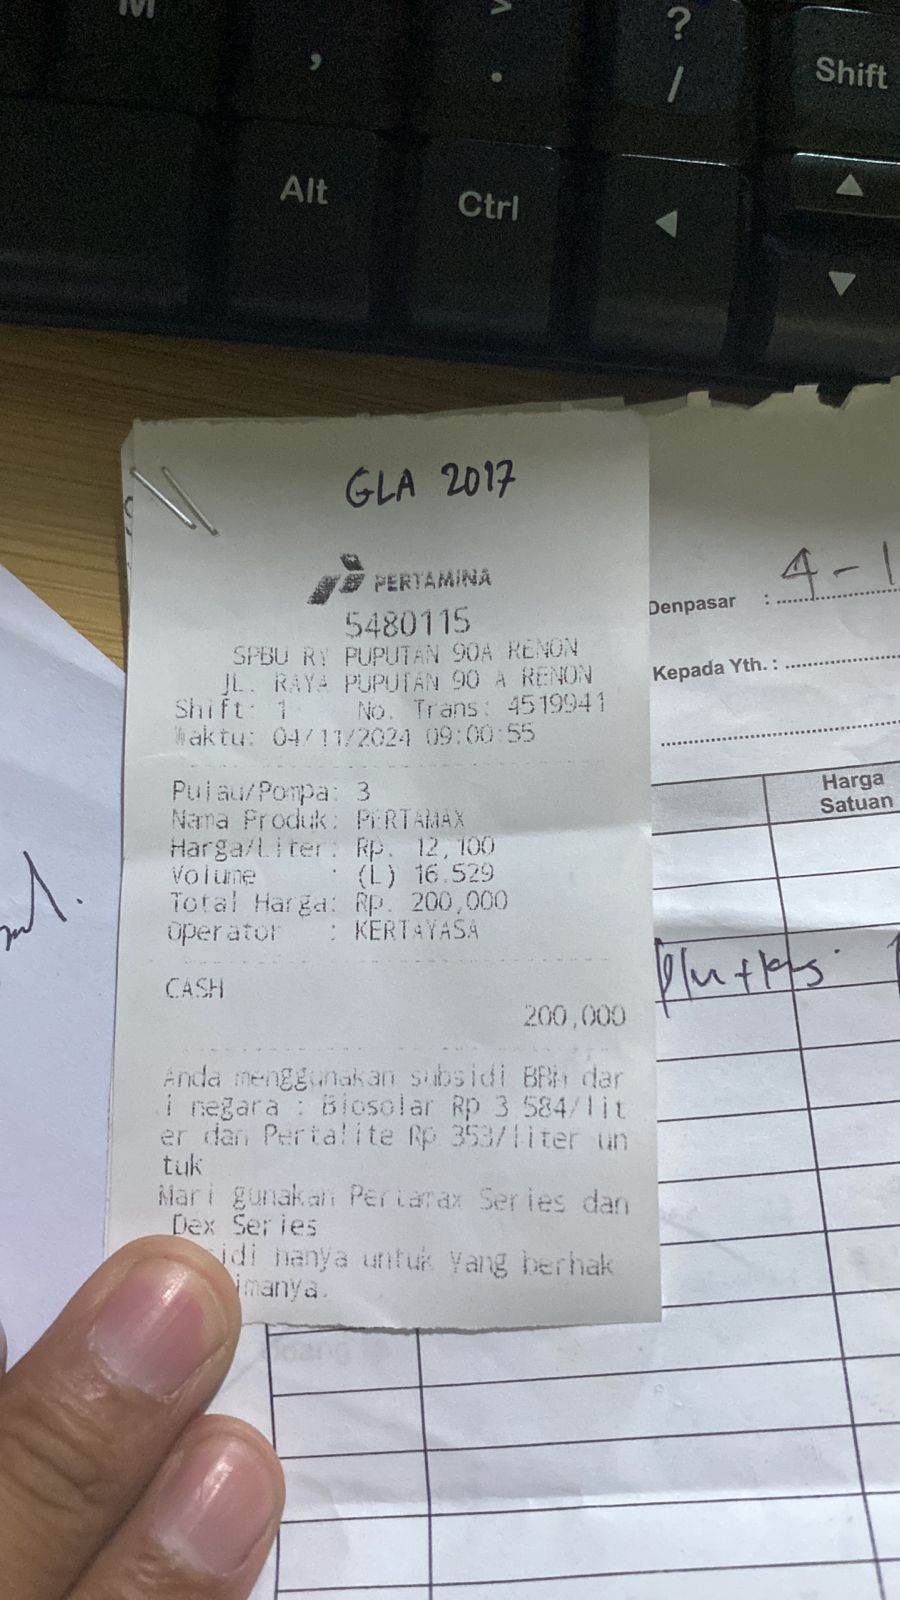 M
,
>
.
?
/
Shift
Alt
Ctrl
GLA 2017
PERTAMINA
5480115
SPBU RY PUPUTAN 90A RENON
JL. RAYA PUPUTAN 90 A RENON
Shift: 1 No. Trans: 4519941
Waktu: 04/11/2024 09:00:55
Pulau/Pompa: 3
Nama Produk: PERTAMAX
Harga/Liter: Rp. 12,100
Volume : (L) 16.529
Total Harga: Rp. 200,000
Operator : KERTAYASA
CASH
200,000
Anda menggunakan subsidi BBM dar
i negara : Biosolar Rp 3.584/lit
er dan Pertalite Rp 353/liter un
tuk
Mari gunakan Pertamax Series dan
Dex Series
idi hanya untuk yang berhak
imanya.
Denpasar : 4-1
Kepada Yth. :
Harga
Satuan